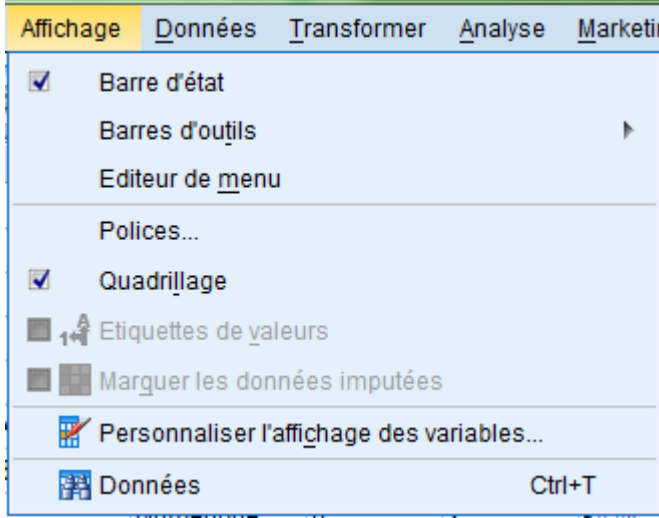 Affichage Données Transformer Analyse Marketi
Barre d'état
Barres d'outils
Editeur de menu
Polices...
Quadrillage
Etiquettes de valeurs
Marquer les données imputées
Personnaliser l'affichage des variables...
Données Ctrl+T